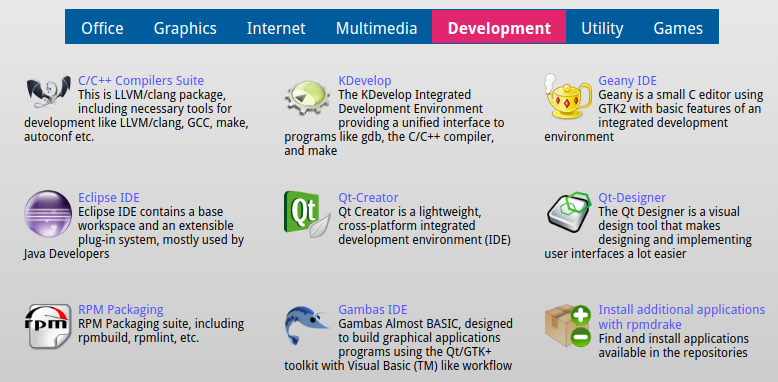 Office Graphics Internet Multimedia Development Utility Games
C/C++ Compilers Suite
This is LLVM/clang package,
including necessary tools for
development like LLVM/clang, GCC, make,
autoconf etc.
KDevelop
The KDevelop Integrated
Development Environment
providing a unified interface to
programs like gdb, the C/C++ compiler,
and make
Geany IDE
Geany is a small C editor using
GTK2 with basic features of an
integrated development
environment
Eclipse IDE
Eclipse IDE contains a base
workspace and an extensible
plug-in system, mostly used by
Java Developers
Qt
Qt-Creator
Qt Creator is a lightweight,
cross-platform integrated
development environment (IDE)
Qt-Designer
The Qt Designer is a visual
design tool that makes
designing and implementing
user interfaces a lot easier
rpm
RPM Packaging
RPM Packaging suite, including
rpmbuild, rpmlint, etc.
Gambas IDE
Gambas Almost BASIC, designed
to build graphical applications
programs using the Qt/GTK+
toolkit with Visual Basic (TM) like workflow
Install additional applications
with rpmdrake
Find and install applications
available in the repositories